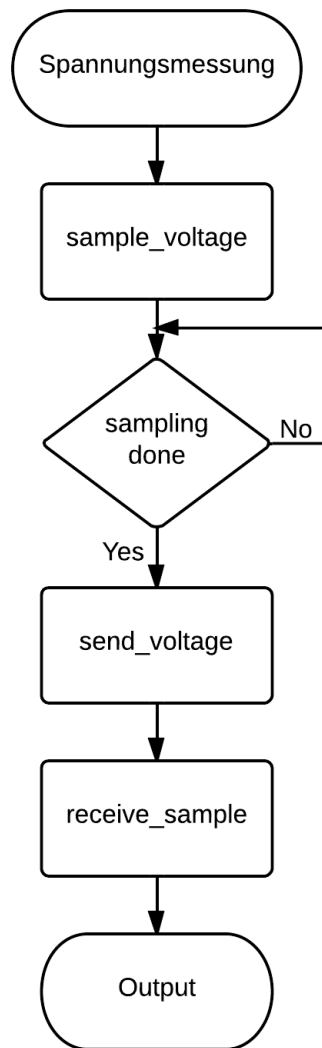 Spannungsmessung
sample_voltage
sampling
done
No
Yes
send_voltage
receive_sample
Output